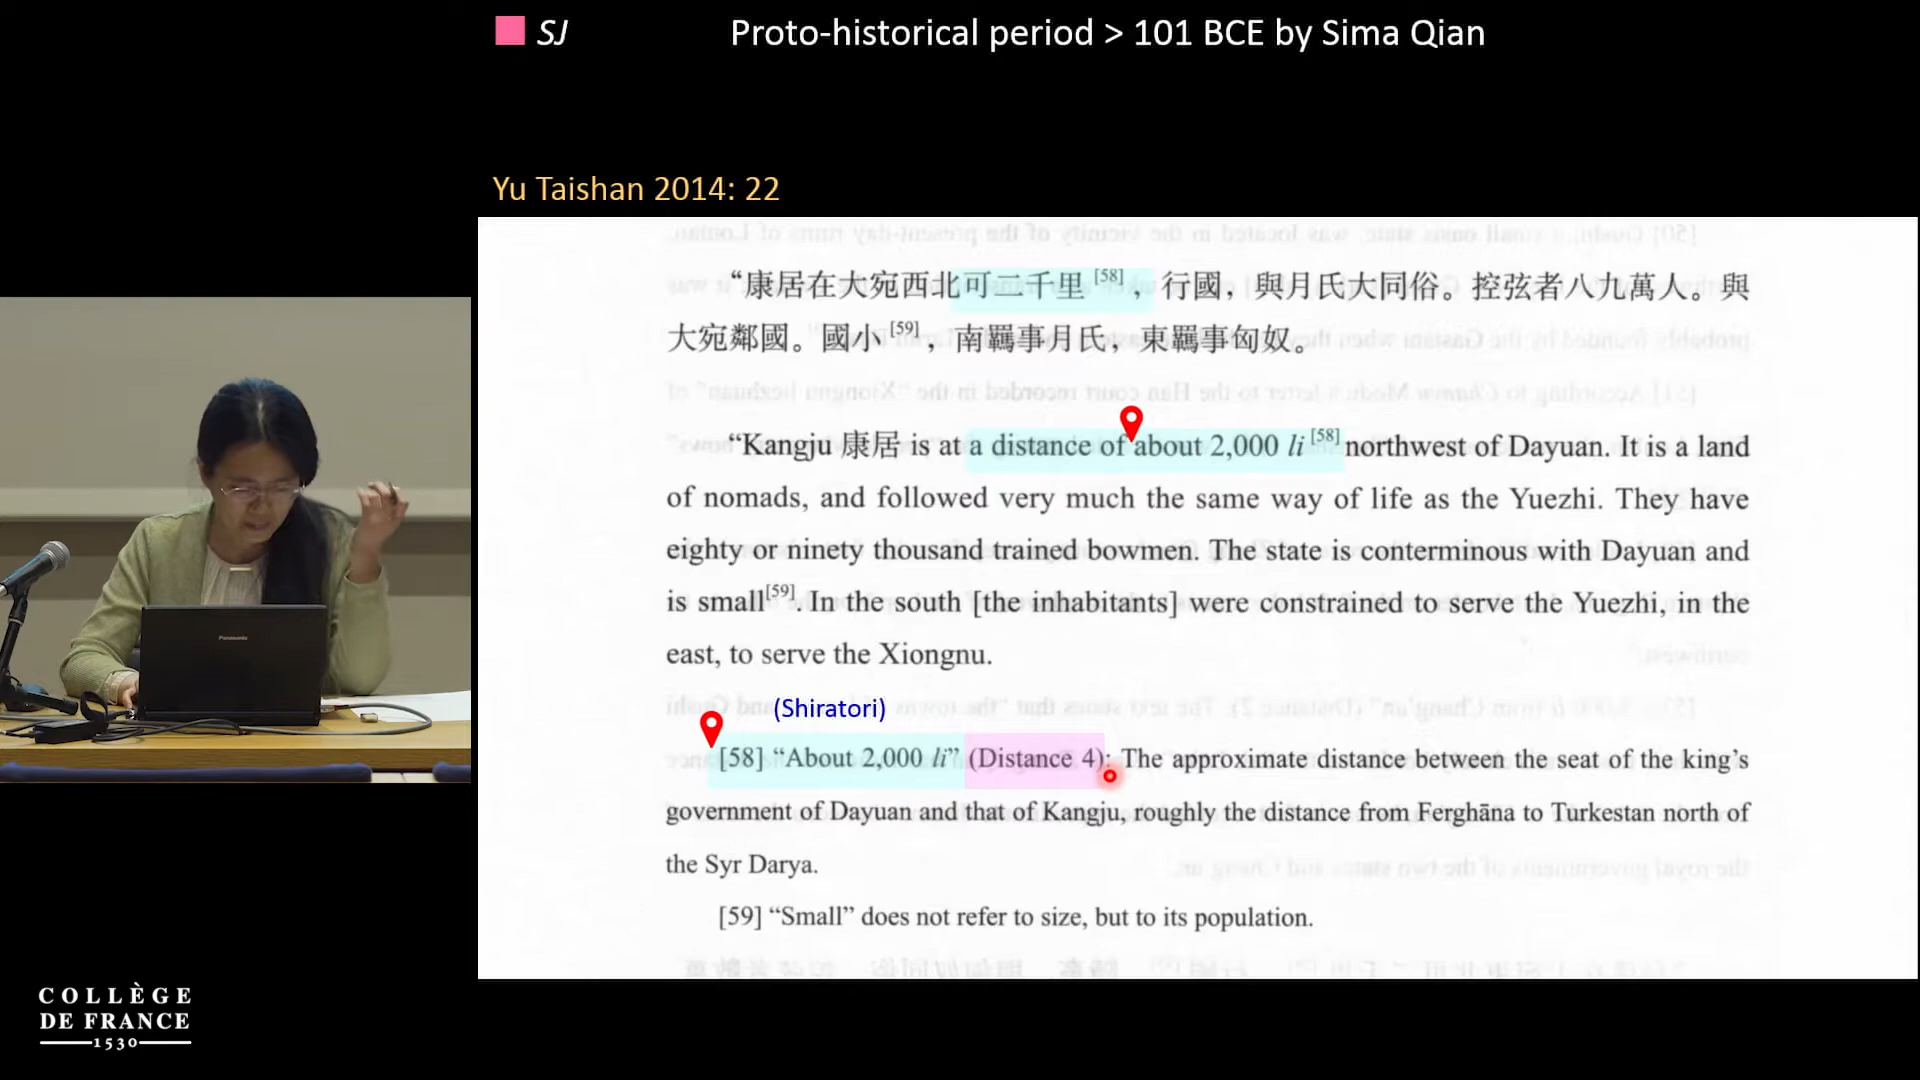 SJ
Proto-historical period > 101 BCE by Sima Qian
Yu Taishan 2014: 22
“康居在大宛西北可二千里[58]，行國，與月氏大同俗。控弦者八九萬人。與
大宛鄰國。國小[59]，南羈事月氏，東羈事匈奴。
“Kangju 康居 is at a distance of about 2,000 li[58] northwest of Dayuan. It is a land
of nomads, and followed very much the same way of life as the Yuezhi. They have
eighty or ninety thousand trained bowmen. The state is conterminous with Dayuan and
is small[59]. In the south [the inhabitants] were constrained to serve the Yuezhi, in the
east, to serve the Xiongnu.
(Shiratori)
[58] “About 2,000 li” (Distance 4): The approximate distance between the seat of the king’s
government of Dayuan and that of Kangju, roughly the distance from Ferghāna to Turkestan north of
the Syr Darya.
[59] “Small” does not refer to size, but to its population.
Panasonic
COLLÈGE
DE FRANCE
1530